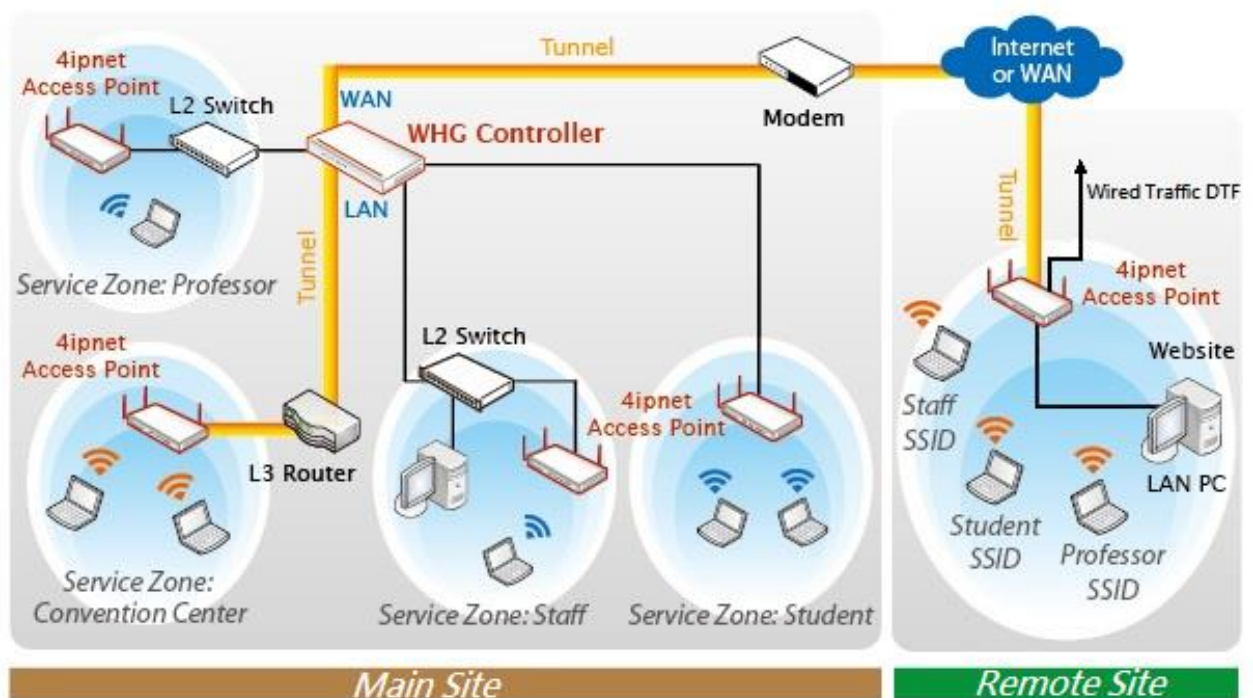 4ipnet
Access Point
L2 Switch
Service Zone: Professor
WAN
WHG Controller
LAN
Tunnel
Modem
Internet
or WAN
Tunnel
4ipnet
Access Point
L3 Router
Service Zone:
Convention Center
L2 Switch
Service Zone: Staff
4ipnet
Access Point
Service Zone: Student
Main Site
Tunnel
Wired Traffic DTF
4ipnet
Access Point
Website
LAN PC
Staff
SSID
Student
SSID
Professor
SSID
Remote Site